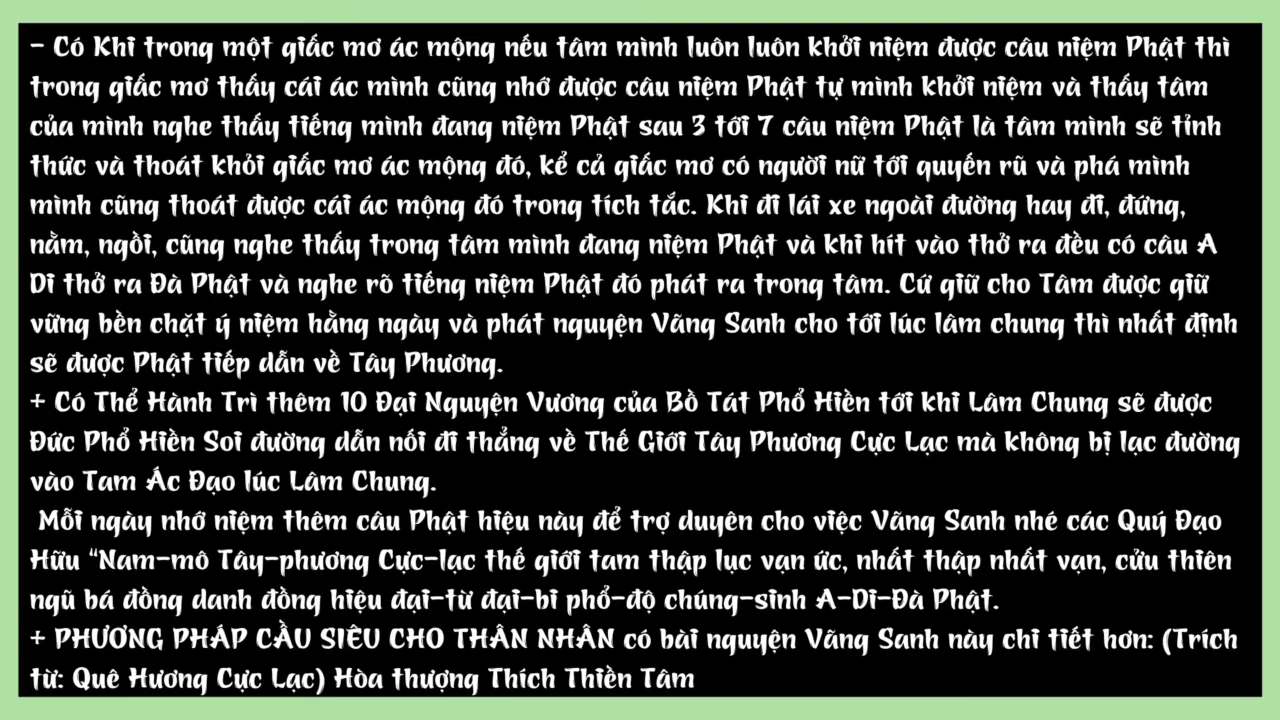 - Có Khi trong một giấc mơ ác mộng nếu tâm mình luôn luôn khởi niệm được câu niệm Phật thì
trong giấc mơ thấy cái ác mình cũng nhớ được câu niệm Phật tự mình khởi niệm và thấy tâm
của mình nghe thấy tiếng mình đang niệm Phật sau 3 tới 7 câu niệm Phật là tâm mình sẽ tỉnh
thức và thoát khỏi giấc mơ ác mộng đó, kể cả giấc mơ có người nữ tới quyến rũ và phá mình
mình cũng thoát được cái ác mộng đó trong tích tắc. Khi đi lái xe ngoài đường hay đi, đứng,
nằm, ngồi, cũng nghe thấy trong tâm mình đang niệm Phật và khi hít vào thở ra đều có câu A
Di thở ra Đà Phật và nghe rõ tiếng niệm Phật đó phát ra trong tâm. Cứ giữ cho Tâm được giữ
vững bền chặt ý niệm hằng ngày và phát nguyện Vãng Sanh cho tới lúc lâm chung thì nhất định
sẽ được Phật tiếp dẫn về Tây Phương.
+ Có Thể Hành Trì thêm 10 Đại Nguyện Vương của Bồ Tát Phổ Hiền tới khi Lâm Chung sẽ được
Đức Phổ Hiền Soi đường dẫn nối đi thẳng về Thế Giới Tây Phương Cực Lạc mà không bị lạc đường
vào Tam Ác Đạo lúc Lâm Chung.
Mỗi ngày nhớ niệm thêm câu Phật hiệu này để trợ duyên cho việc Vãng Sanh nhé các Quý Đạo
Hữu “Nam-mô Tây-phương Cực-lạc thế giới tam thập lục vạn ức, nhất thập nhất vạn, cửu thiên
ngũ bá đồng danh đồng hiệu đại-từ đại-bi phổ-độ chúng-sinh A-Di-Đà Phật.
+ PHƯƠNG PHÁP CẦU SIÊU CHO THÂN NHÂN có bài nguyện Vãng Sanh này chi tiết hơn: (Trích
từ: Quê Hương Cực Lạc) Hòa thượng Thích Thiền Tâm